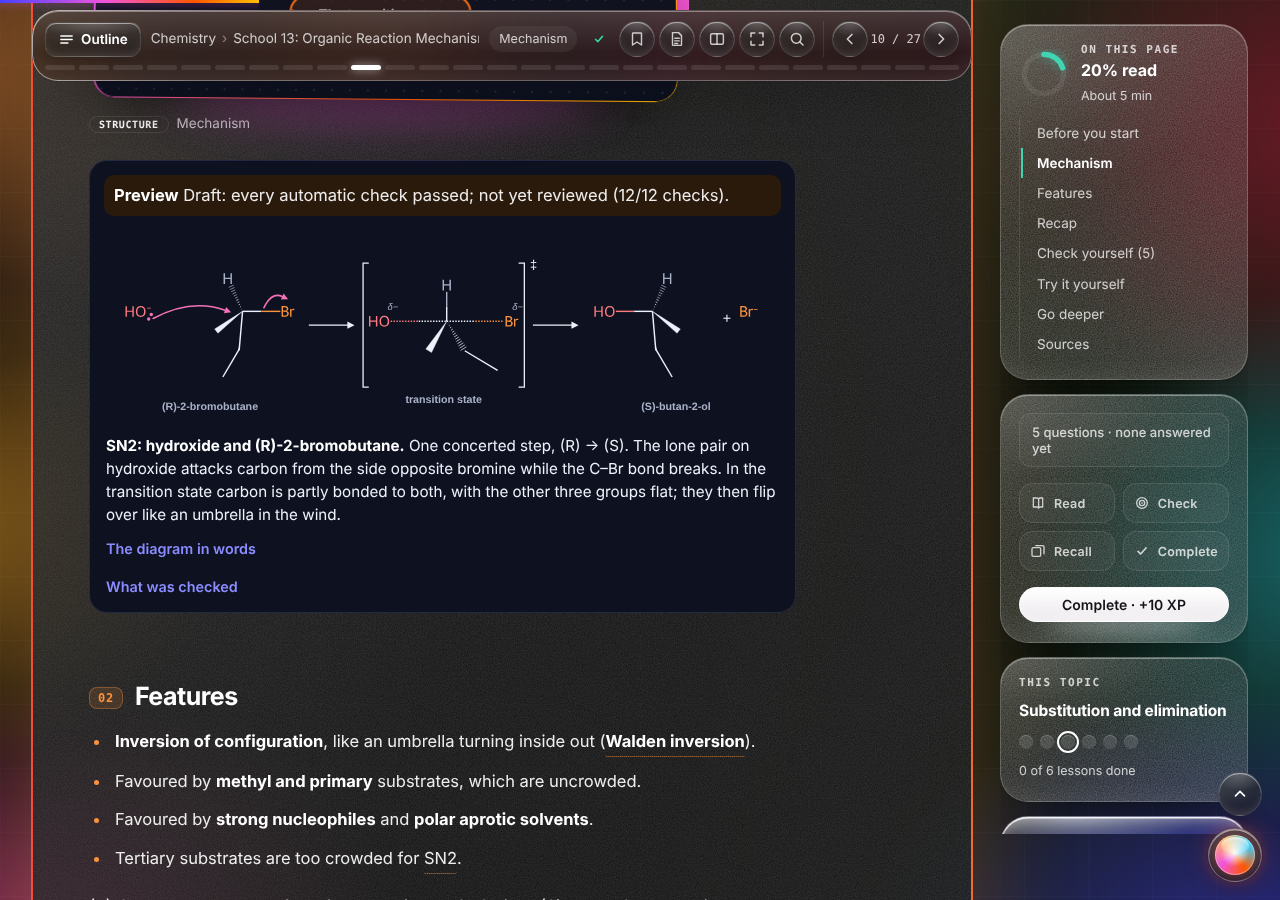 Outline
Chemistry › School 13: Organic Reaction Mechanis
Mechanism
10 / 27
STRUCTURE Mechanism
Preview Draft: every automatic check passed; not yet reviewed (12/12 checks).
H
HO⁻
Br
(R)-2-bromobutane
H
δ−
δ−
HO
Br
‡
transition state
H
HO
+ Br⁻
(S)-butan-2-ol
SN2: hydroxide and (R)-2-bromobutane. One concerted step, (R) → (S). The lone pair on
hydroxide attacks carbon from the side opposite bromine while the C–Br bond breaks. In the
transition state carbon is partly bonded to both, with the other three groups flat; they then flip
over like an umbrella in the wind.
The diagram in words
What was checked
02 Features
• Inversion of configuration, like an umbrella turning inside out (Walden inversion).
• Favoured by methyl and primary substrates, which are uncrowded.
• Favoured by strong nucleophiles and polar aprotic solvents.
• Tertiary substrates are too crowded for SN2.
ON THIS PAGE
20% read
About 5 min
Before you start
Mechanism
Features
Recap
Check yourself (5)
Try it yourself
Go deeper
Sources
5 questions · none answered
yet
Read
Check
Recall
Complete
Complete · +10 XP
THIS TOPIC
Substitution and elimination
0 of 6 lessons done